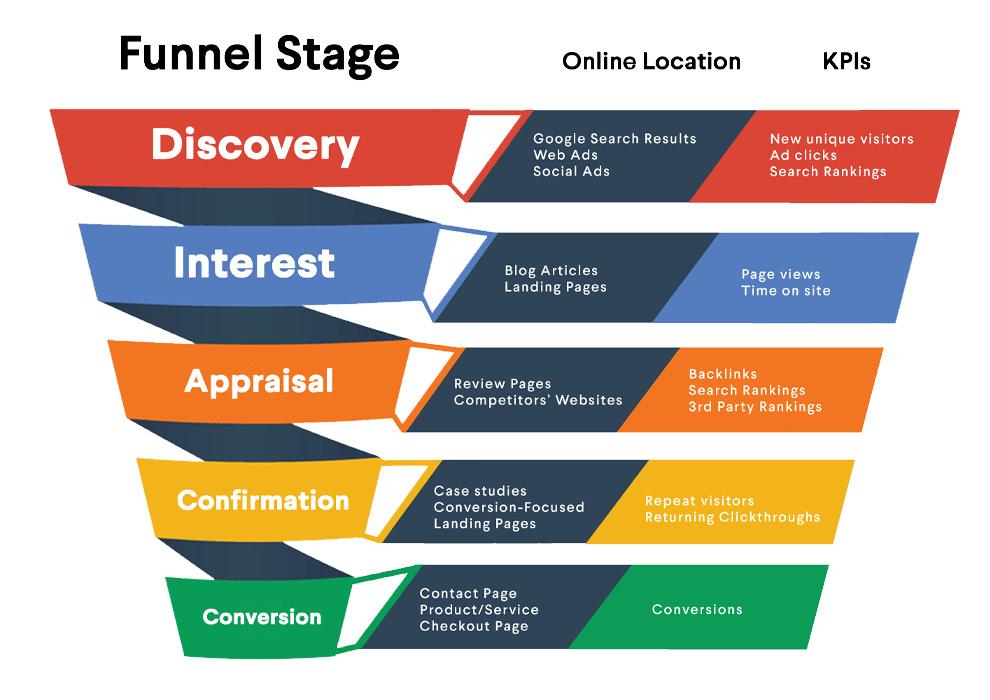 Funnel Stage
Online Location
KPIs
Discovery
Google Search Results
Web Ads
Social Ads
New unique visitors
Ad clicks
Search Rankings
Interest
Blog Articles
Landing Pages
Page views
Time on site
Appraisal
Review Pages
Competitors’ Websites
Backlinks
Search Rankings
3rd Party Rankings
Confirmation
Case studies
Conversion-Focused
Landing Pages
Repeat visitors
Returning Clickthroughs
Conversion
Contact Page
Product/Service
Checkout Page
Conversions